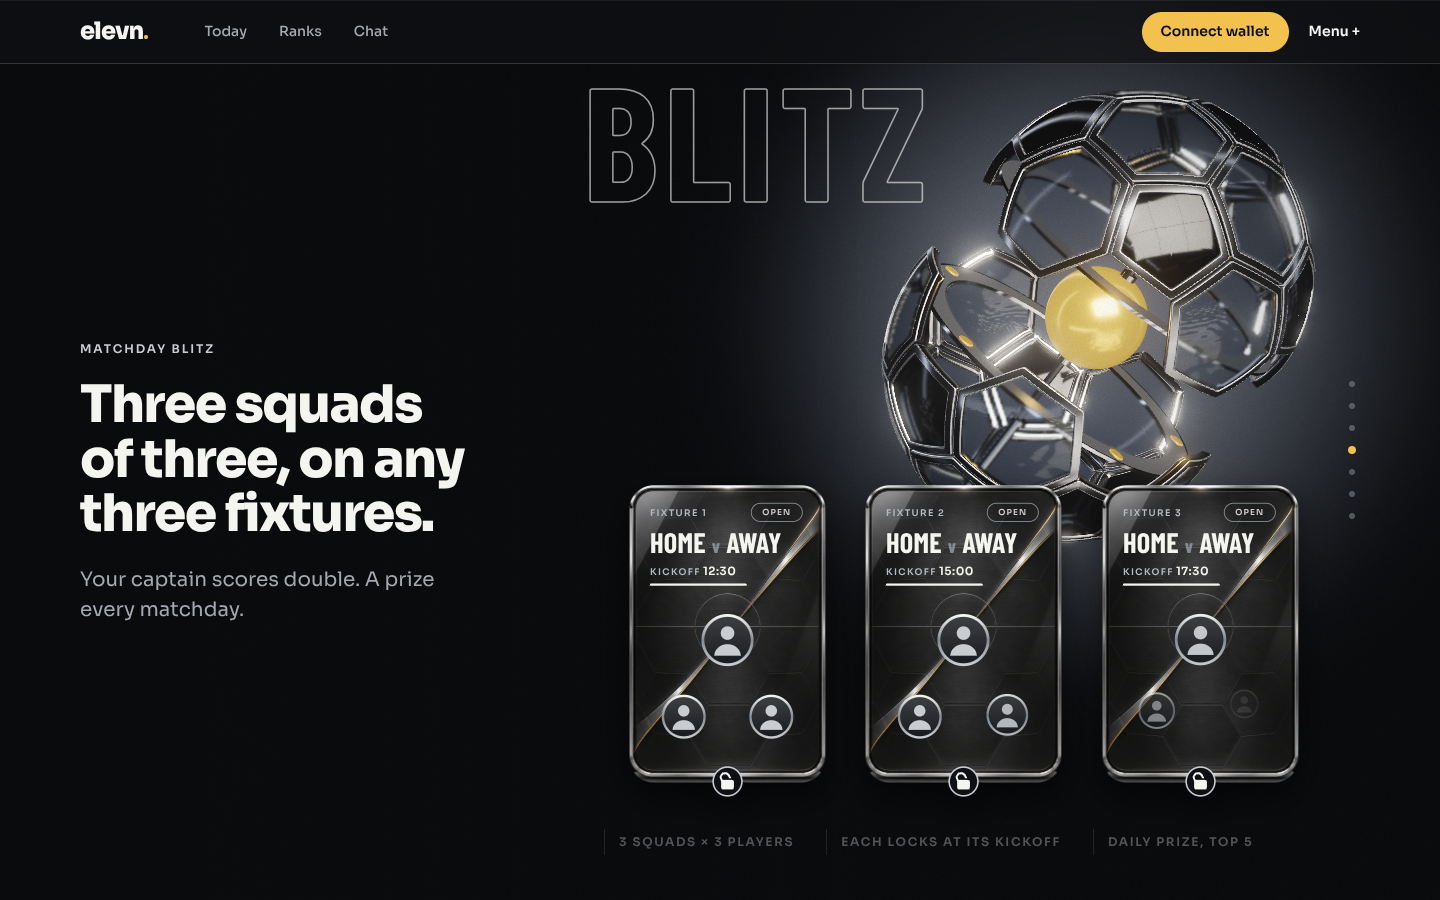 elevn.
Today
Ranks
Chat
Connect wallet
Menu +
BLITZ
MATCHDAY BLITZ
Three squads
of three, on any
three fixtures.
Your captain scores double. A prize
every matchday.
FIXTURE 1
OPEN
HOME v AWAY
KICKOFF 12:30
FIXTURE 2
OPEN
HOME v AWAY
KICKOFF 15:00
FIXTURE 3
OPEN
HOME v AWAY
KICKOFF 17:30
3 SQUADS × 3 PLAYERS
EACH LOCKS AT ITS KICKOFF
DAILY PRIZE, TOP 5